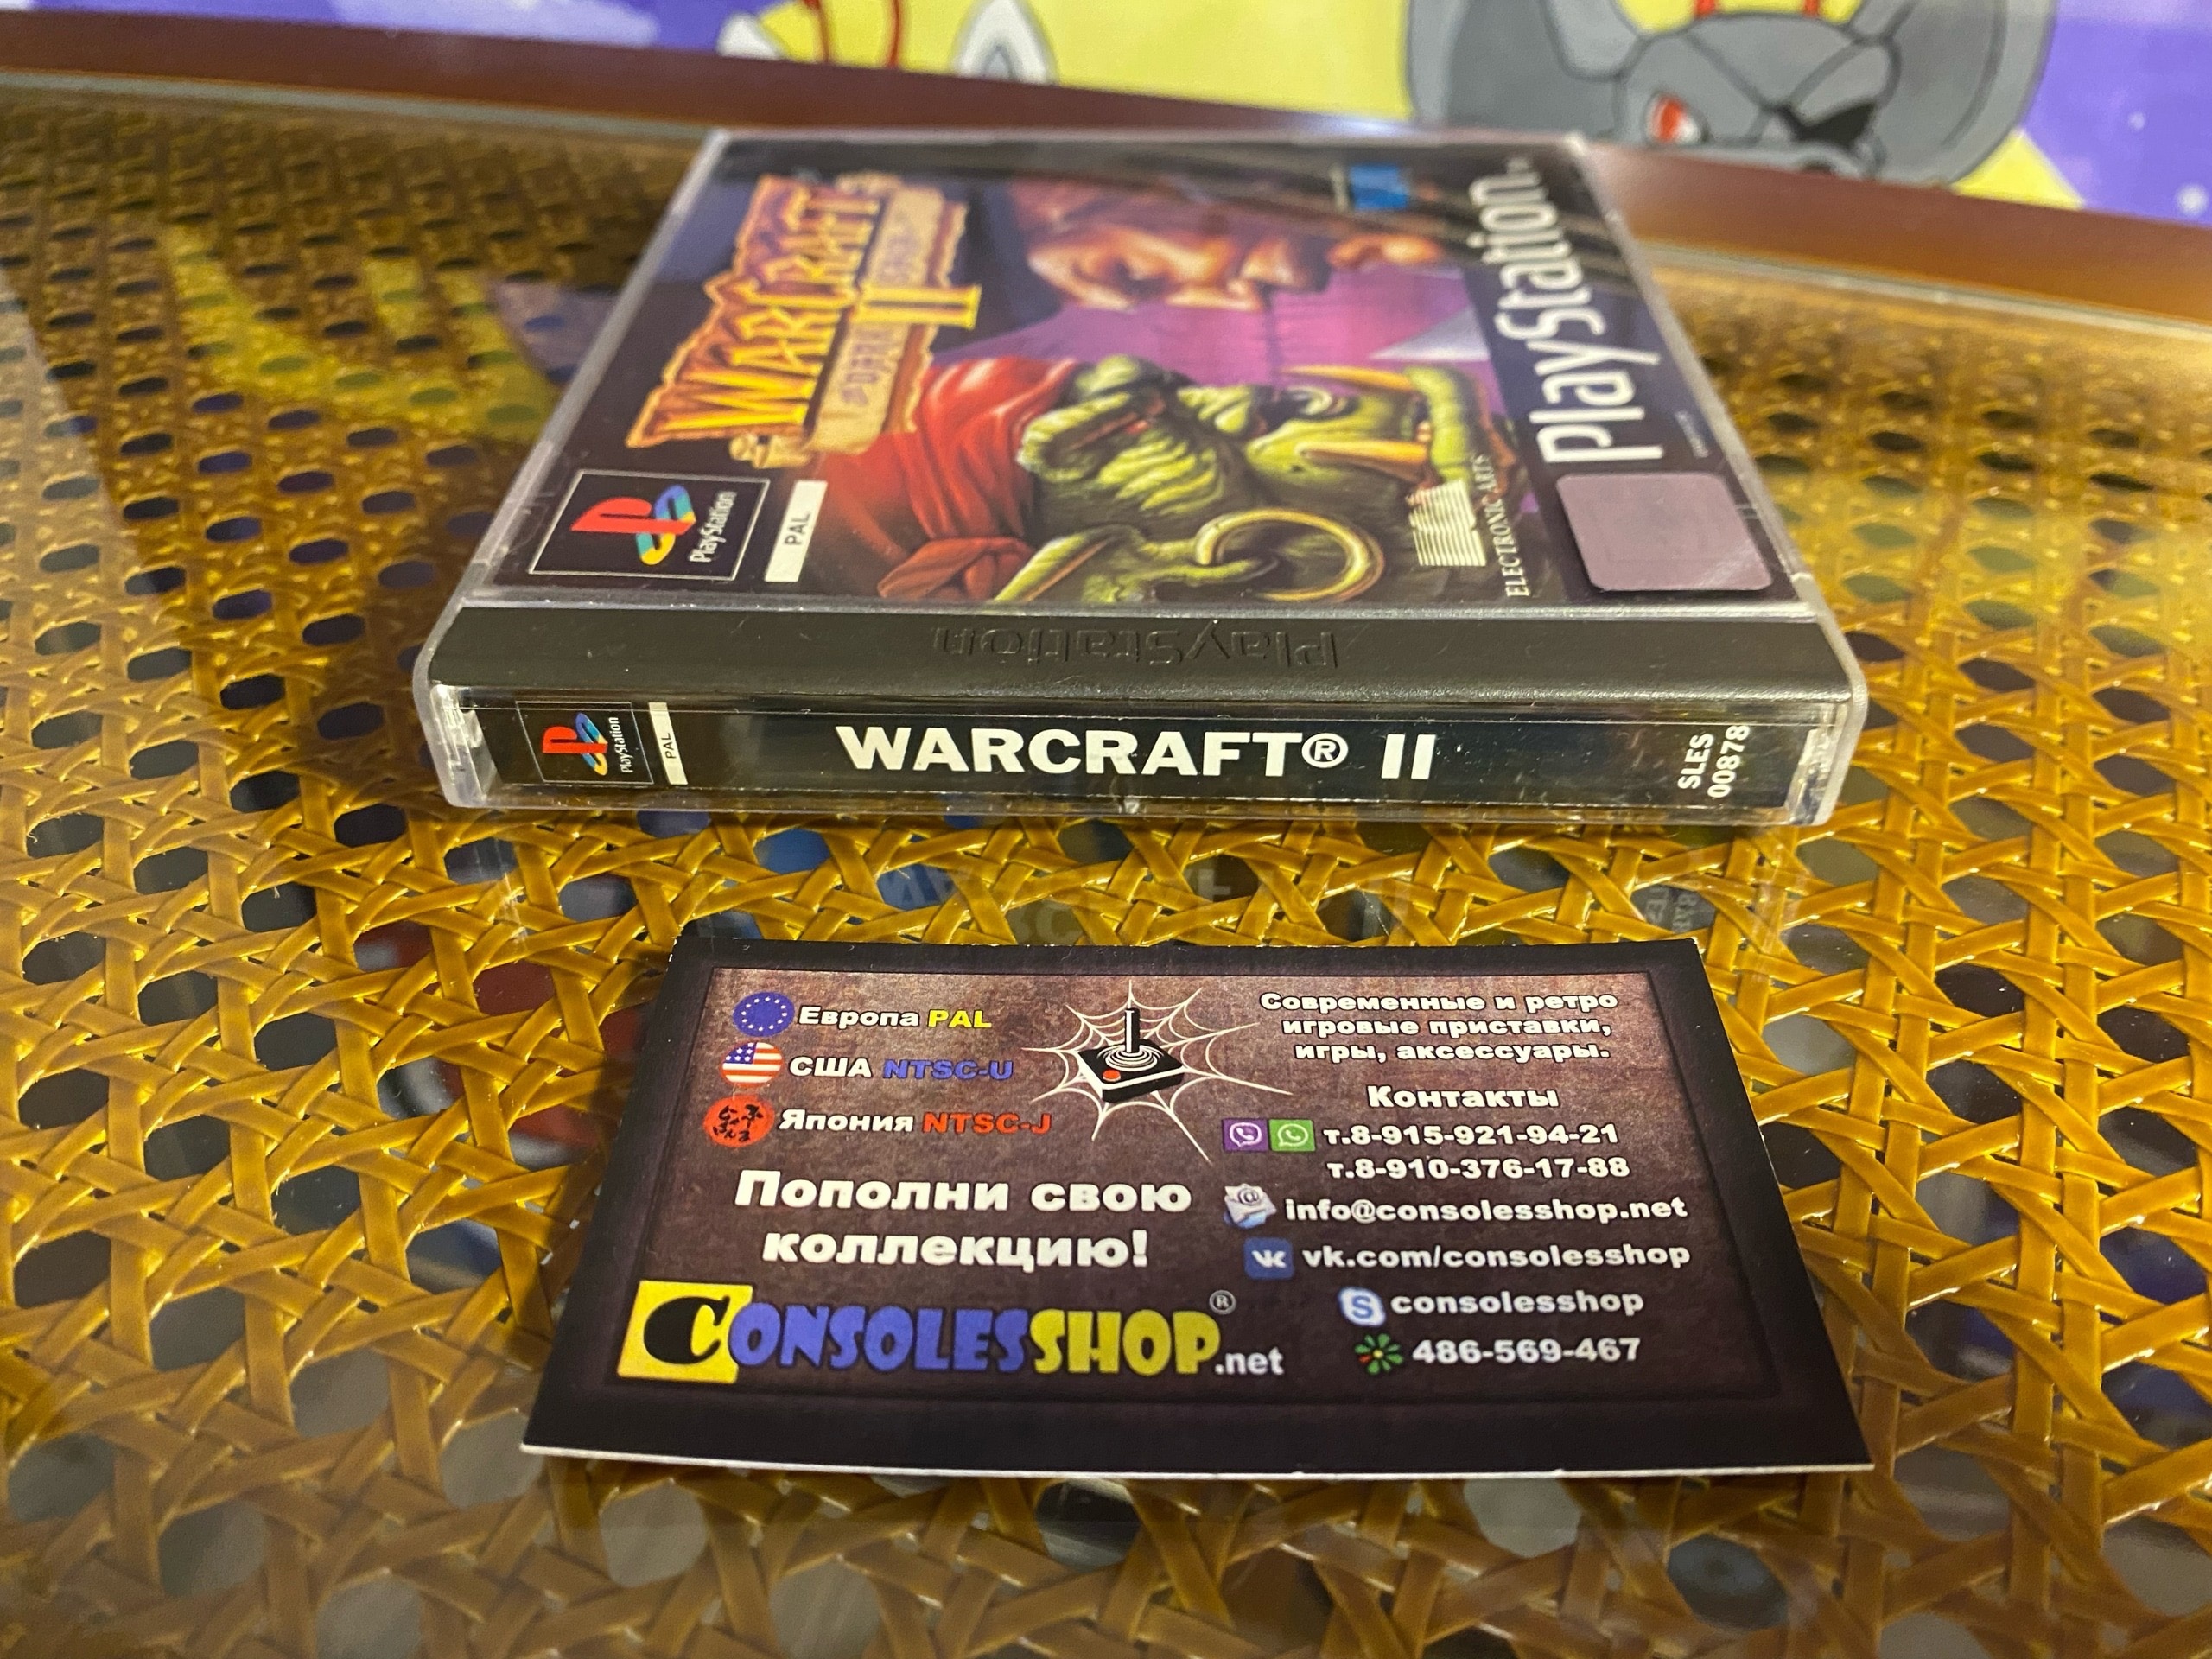 WARCRAFT
II
PlayStation
PlayStation
PAL
ELECTRONIC ARTS
PlayStation
PlayStation
PAL
WARCRAFT® II
SLES
00878
Европа PAL
США NTSC-U
Япония NTSC-J
Пополни свою
коллекцию!
CONSOLESSHOP®.net
Современные и ретро
игровые приставки,
игры, аксессуары.
Контакты
т.8-915-921-94-21
т.8-910-376-17-88
info@consolesshop.net
vk.com/consolesshop
consolesshop
486-569-467